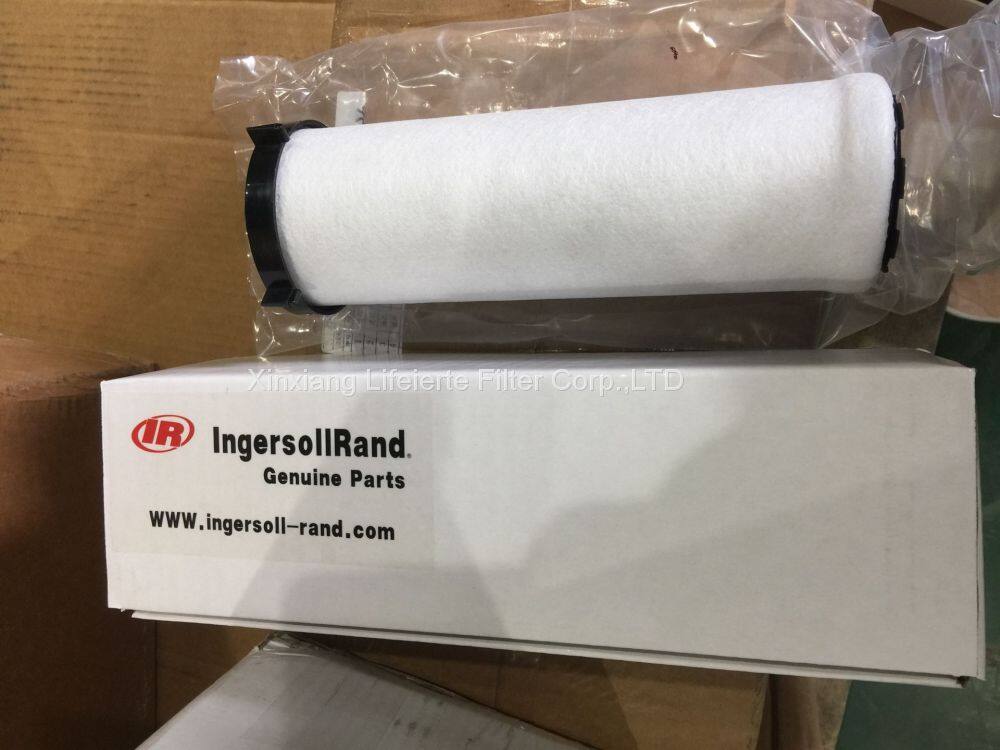 Xinxiang Lifeierte Filter Corp.,LTD
IR
IngersollRand®
Genuine Parts
WWW.ingersoll-rand.com